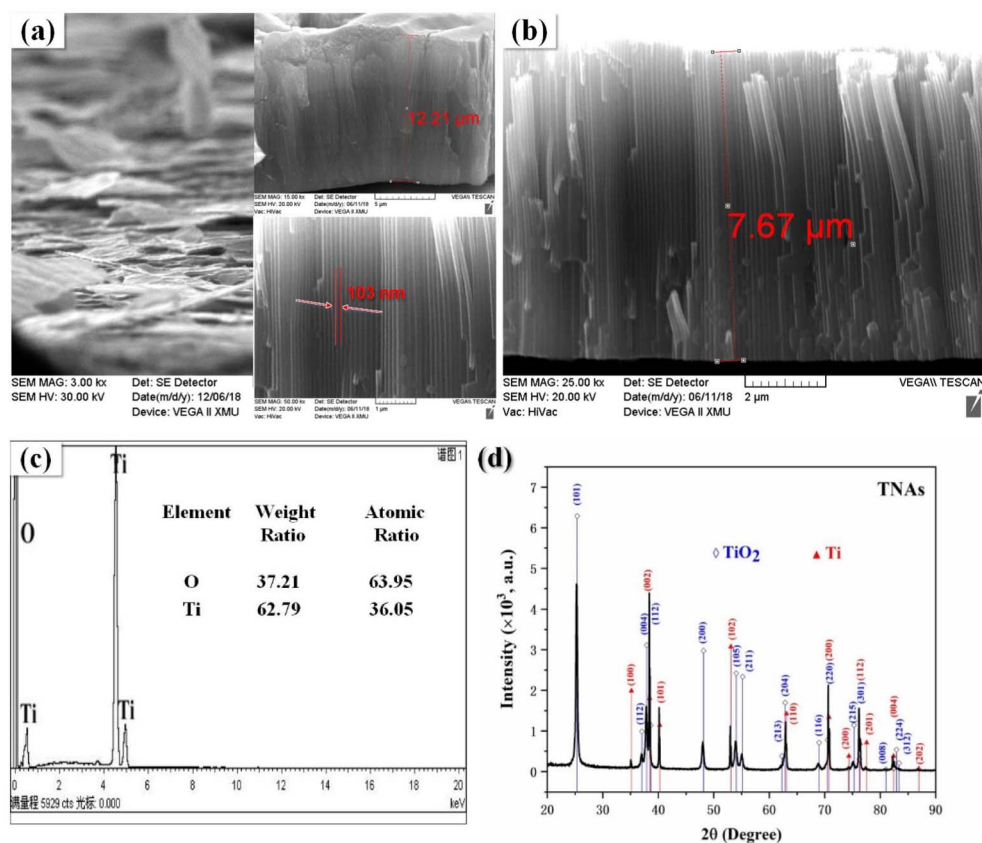 (a)
12.21 μm
SEM MAG: 15.00 kx Det: SE Detector
SEM HV: 20.00 kV Date(m/d/y): 06/11/18 5 μm
Vac: HiVac Device: VEGA II XMU
VEGA\\ TESCAN
103 nm
SEM MAG: 50.00 kx Det: SE Detector
SEM HV: 20.00 kV Date(m/d/y): 06/11/18 1 μm
Device: VEGA II XMU
SEM MAG: 3.00 kx Det: SE Detector
SEM HV: 30.00 kV Date(m/d/y): 12/06/18
Device: VEGA II XMU
(b)
7.67 μm
SEM MAG: 25.00 kx Det: SE Detector
SEM HV: 20.00 kV Date(m/d/y): 06/11/18 2 μm
Vac: HiVac Device: VEGA II XMU
VEGA\\ TESCAN
(c)
谱图1
Ti
O
Element Weight Ratio Atomic Ratio
O 37.21 63.95
Ti 62.79 36.05
Ti
Ti
0 2 4 6 8 10 12 14 16 18 20
满量程 5929 cts 光标: 0.000
keV
(d)
TNAs
TiO2
Ti
Intensity (×10³, a.u.)
7
6
5
4
3
2
1
0
(101)
(100)
(112)
(004)
(002)
(112)
(101)
(200)
(102)
(105)
(211)
(213)
(204)
(110)
(116)
(220)
(200)
(200)
(215)
(301)
(112)
(201)
(008)
(004)
(224)
(312)
(202)
20 30 40 50 60 70 80 90
2θ (Degree)